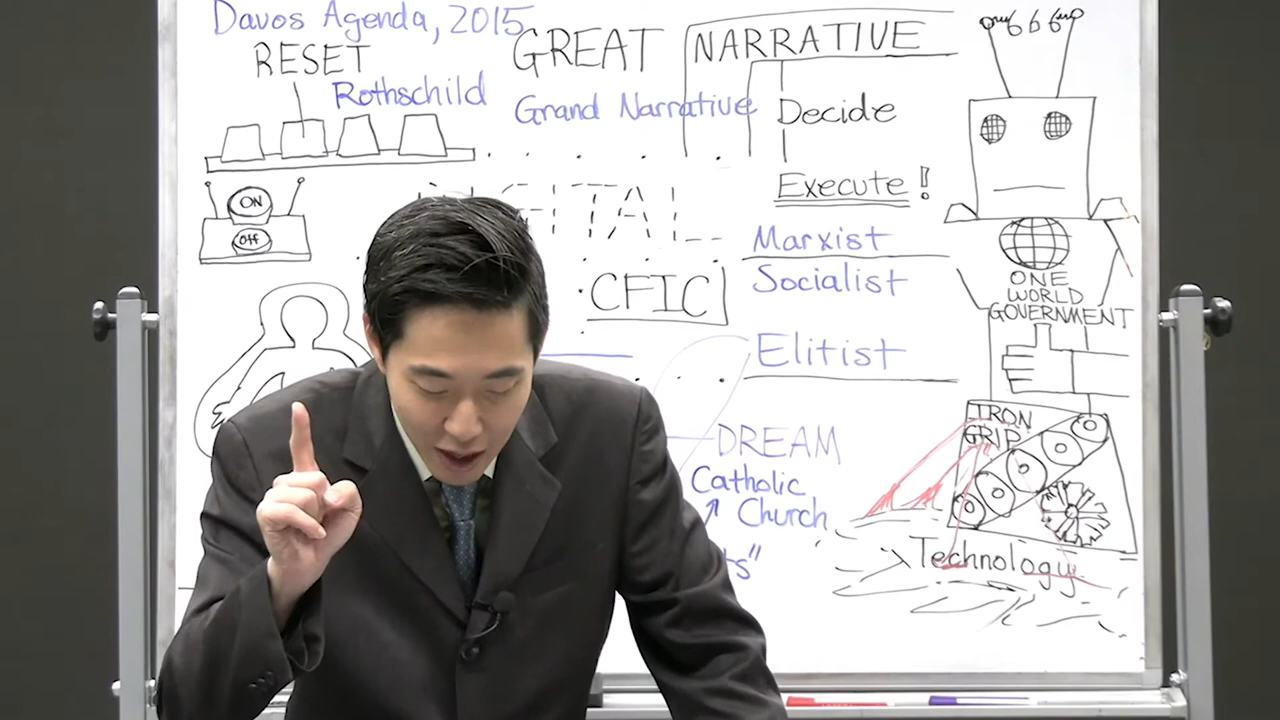 Davos Agenda, 2015
RESET
Rothschild
GREAT NARRATIVE
Grand Narrative
Decide
Execute!
666
ON
OFF
CFIC
Marxist
Socialist
Elitist
ONE
WORLD
GOVERNMENT
IRON
GRIP
DREAM
Catholic
Church
Technology